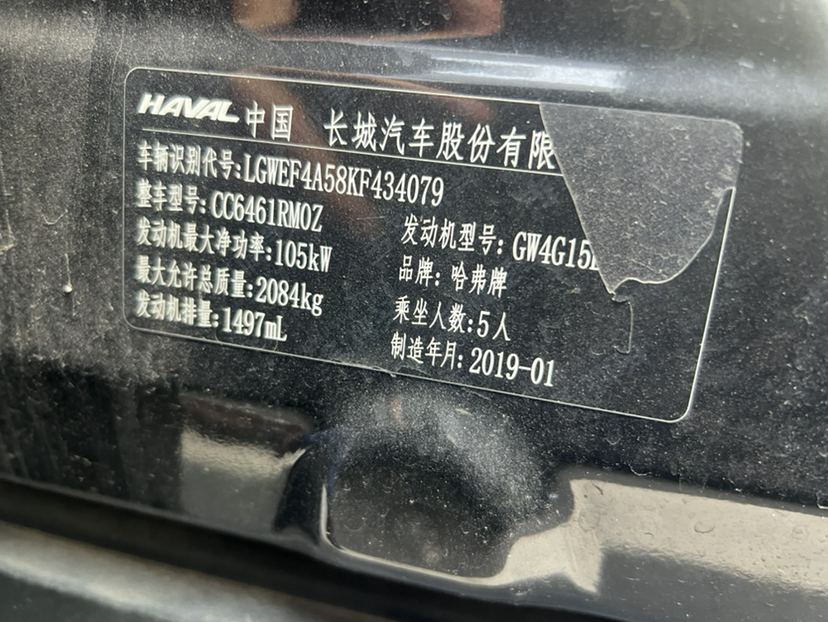 HAVAL 中国 长城汽车股份有限
车辆识别代号:LGWEF4A58KF434079
整车型号:CC6461RM0Z 发动机型号:GW4G15
发动机最大净功率:105kW 品牌:哈弗牌
最大允许总质量:2084kg 乘坐人数:5人
发动机排量:1497mL 制造年月:2019-01